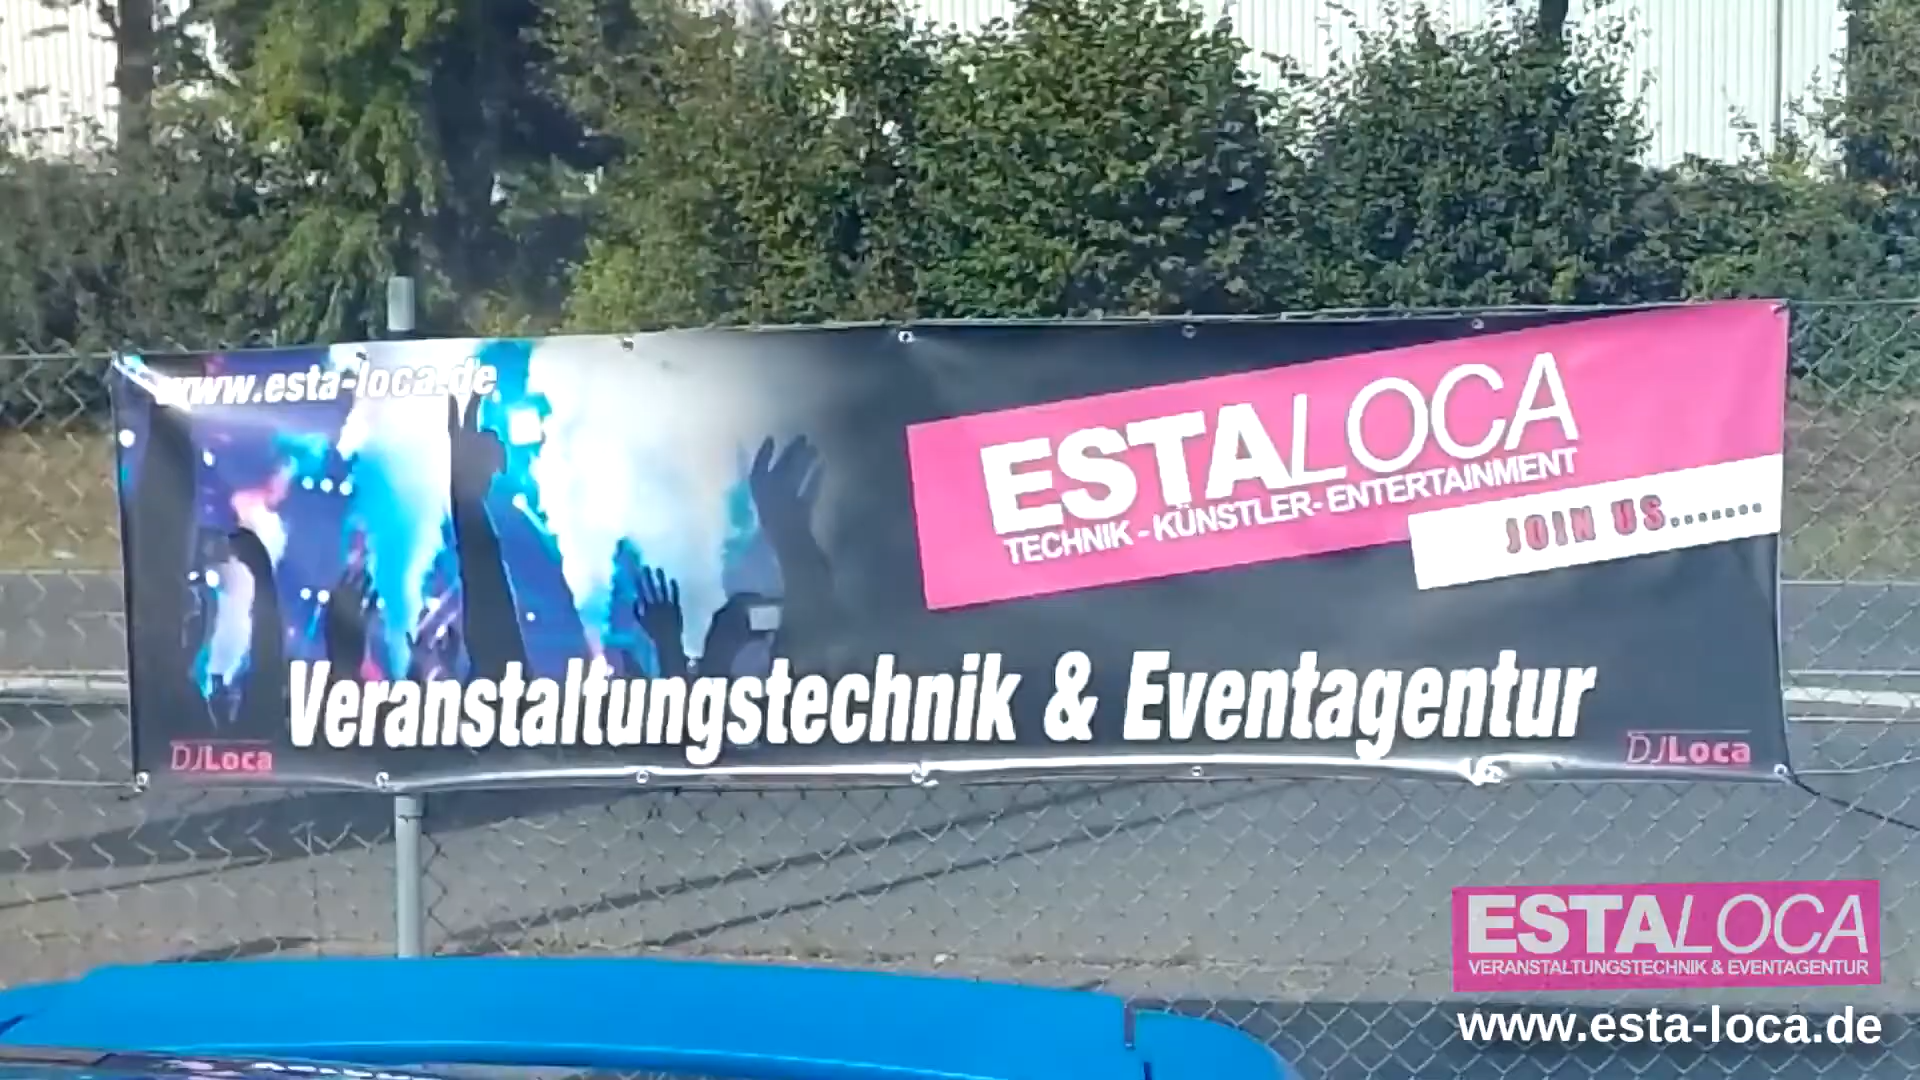 www.esta-loca.de
ESTALOCA
TECHNIK - KÜNSTLER- ENTERTAINMENT
JOIN US........
Veranstaltungstechnik & Eventagentur
DJLoca
DJLoca
ESTALOCA
VERANSTALTUNGSTECHNIK & EVENTAGENTUR
www.esta-loca.de